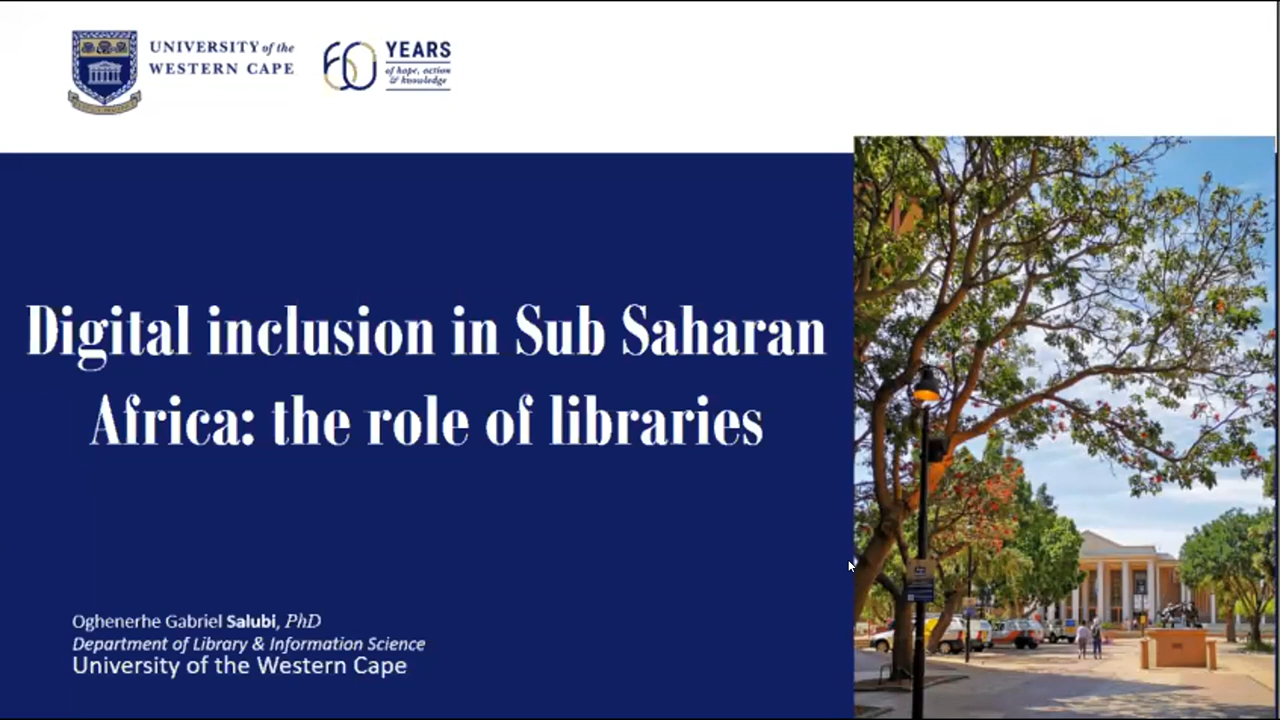 UNIVERSITY of the
WESTERN CAPE
60 YEARS
of hope, action
& knowledge
Digital inclusion in Sub Saharan
Africa: the role of libraries
Oghenerhe Gabriel Salubi, PhD
Department of Library & Information Science
University of the Western Cape